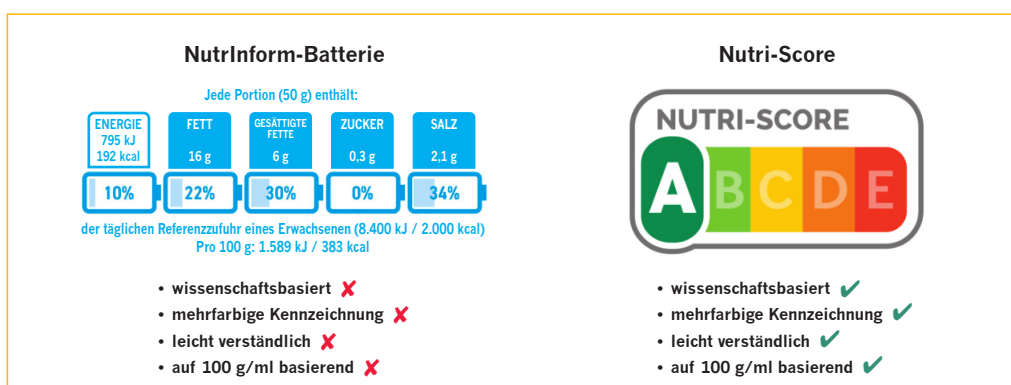 NutrInform-Batterie
Jede Portion (50 g) enthält:
ENERGIE
795 kJ
192 kcal
FETT
16 g
GESÄTTIGTE
FETTE
6 g
ZUCKER
0,3 g
SALZ
2,1 g
10%
22%
30%
0%
34%
der täglichen Referenzzufuhr eines Erwachsenen (8.400 kJ / 2.000 kcal)
Pro 100 g: 1.589 kJ / 383 kcal
• wissenschaftsbasiert ✘
• mehrfarbige Kennzeichnung ✘
• leicht verständlich ✘
• auf 100 g/ml basierend ✘
Nutri-Score
NUTRI-SCORE
A B C D E
• wissenschaftsbasiert ✔
• mehrfarbige Kennzeichnung ✔
• leicht verständlich ✔
• auf 100 g/ml basierend ✔